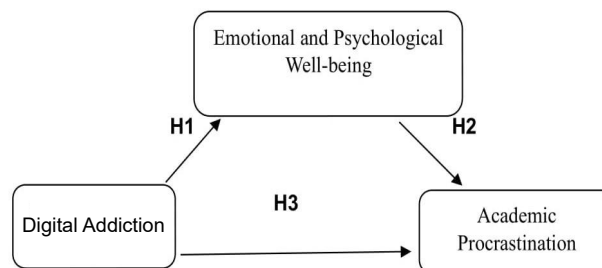 Emotional and Psychological
Well-being
H1
H2
H3
Digital Addiction
Academic
Procrastination